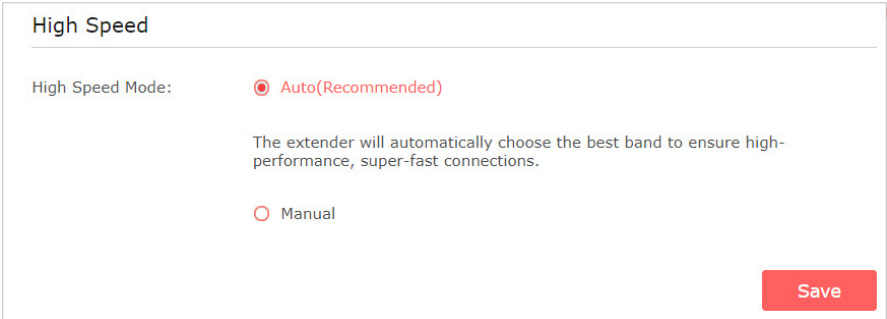 High Speed
High Speed Mode:
Auto(Recommended)
The extender will automatically choose the best band to ensure high-
performance, super-fast connections.
Manual
Save